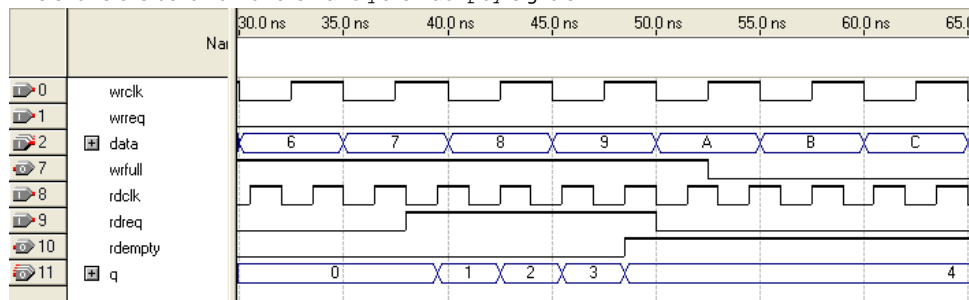 30.0 ns 35.0 ns 40.0 ns 45.0 ns 50.0 ns 55.0 ns 60.0 ns 65.
Na
0 wrclk
1 wrreq
2 data 6 7 8 9 A B C
7 wrfull
8 rdclk
9 rdreq
10 rdempty
11 q 0 1 2 3 4